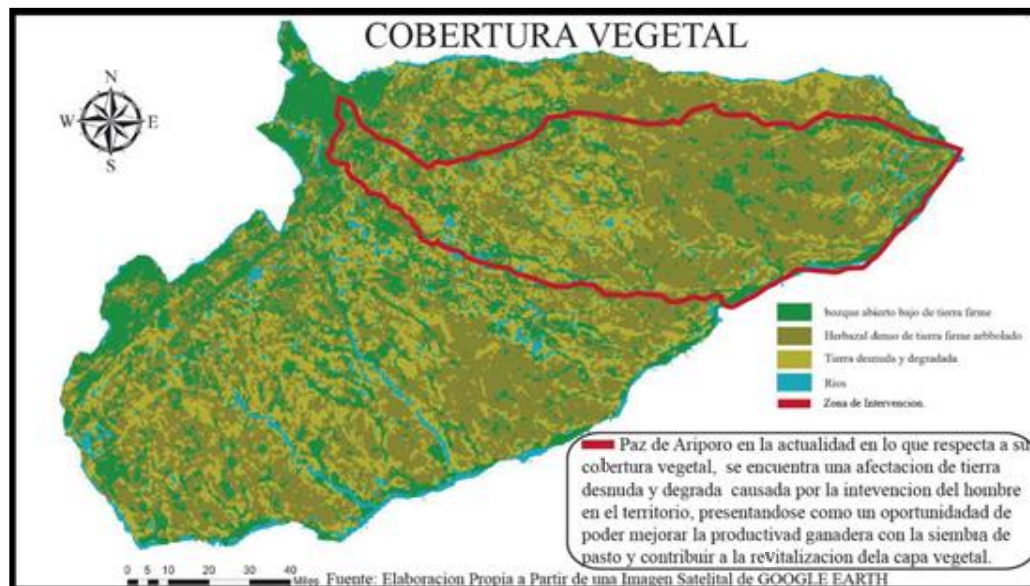 COBERTURA VEGETAL
N
W E
S
bozque abierto bajo de tierra firme
Herbazal denso de tierra firme arbbolado
Tierra desnuda y degradada
Rios
Zona de Intervencion.
Paz de Ariporo en la actualidad en lo que respecta a su
cobertura vegetal, se encuentra una afectacion de tierra
desnuda y degrada causada por la intevencion del hombre
en el territorio, presentandose como un oportunidadad de
poder mejorar la productivad ganadera con la siembra de
pasto y contribuir a la revitalizacion dela capa vegetal.
0 5 10 20 30 40
Miles
Fuente: Elaboracion Propia a Partir de una Imagen Satelital de GOOGLE EARTH